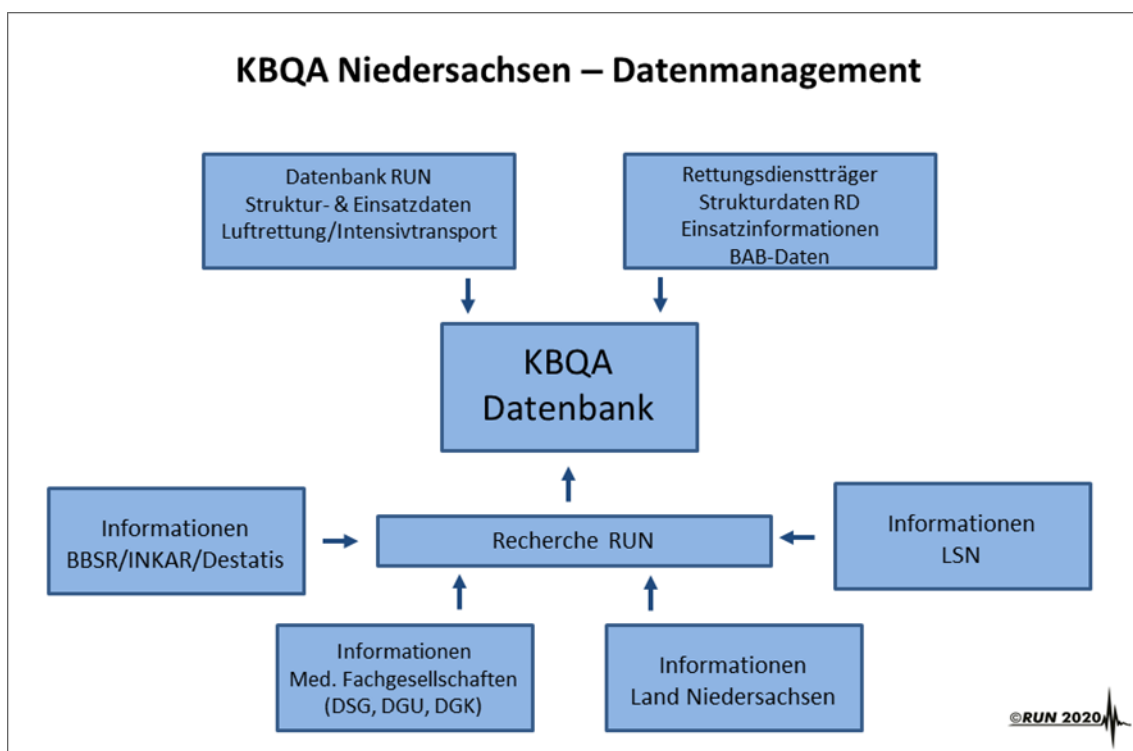 KBQA Niedersachsen – Datenmanagement
Datenbank RUN
Struktur- & Einsatzdaten
Luftrettung/Intensivtransport
Rettungsdienstträger
Strukturdaten RD
Einsatzinformationen
BAB-Daten
KBQA
Datenbank
Informationen
BBSR/INKAR/Destatis
Recherche RUN
Informationen
LSN
Informationen
Med. Fachgesellschaften
(DSG, DGU, DGK)
Informationen
Land Niedersachsen
©RUN 2020